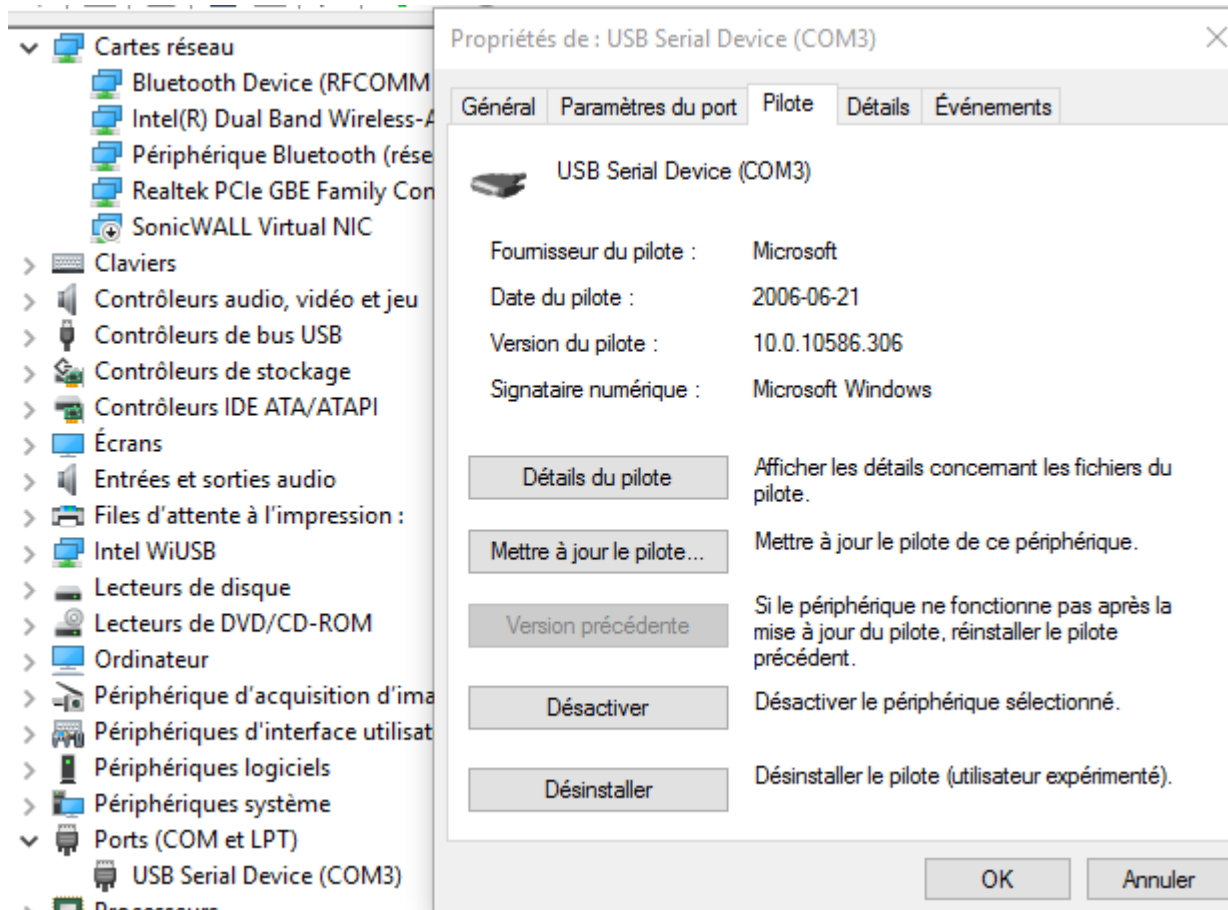 Cartes réseau
Bluetooth Device (RFCOMM
Intel(R) Dual Band Wireless-A
Périphérique Bluetooth (rése
Realtek PCIe GBE Family Con
SonicWALL Virtual NIC
Claviers
Contrôleurs audio, vidéo et jeu
Contrôleurs de bus USB
Contrôleurs de stockage
Contrôleurs IDE ATA/ATAPI
Écrans
Entrées et sorties audio
Files d'attente à l'impression :
Intel WiUSB
Lecteurs de disque
Lecteurs de DVD/CD-ROM
Ordinateur
Périphérique d'acquisition d'ima
Périphériques d'interface utilisat
Périphériques logiciels
Périphériques système
Ports (COM et LPT)
USB Serial Device (COM3)
Processeurs
Propriétés de : USB Serial Device (COM3)
Général Paramètres du port Pilote Détails Événements
USB Serial Device (COM3)
Fournisseur du pilote : Microsoft
Date du pilote : 2006-06-21
Version du pilote : 10.0.10586.306
Signataire numérique : Microsoft Windows
Détails du pilote
Afficher les détails concernant les fichiers du
pilote.
Mettre à jour le pilote...
Mettre à jour le pilote de ce périphérique.
Version précédente
Si le périphérique ne fonctionne pas après la
mise à jour du pilote, réinstaller le pilote
précédent.
Désactiver
Désactiver le périphérique sélectionné.
Désinstaller
Désinstaller le pilote (utilisateur expérimenté).
OK Annuler